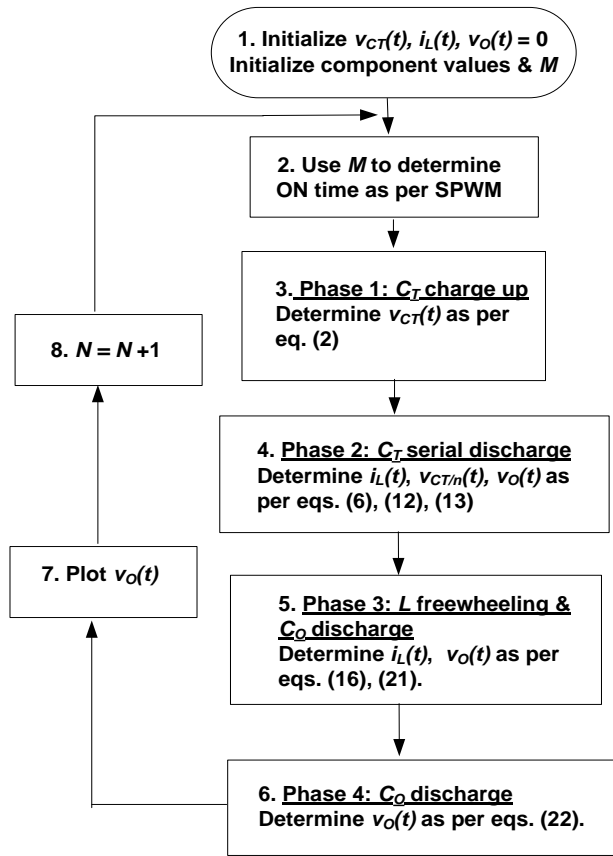 1. Initialize v_CT(t), i_L(t), v_O(t) = 0
Initialize component values & M
2. Use M to determine
ON time as per SPWM
3. Phase 1: C_T charge up
Determine v_CT(t) as per
eq. (2)
4. Phase 2: C_T serial discharge
Determine i_L(t), v_CT/n(t), v_O(t) as
per eqs. (6), (12), (13)
5. Phase 3: L freewheeling &
C_O discharge
Determine i_L(t), v_O(t) as per
eqs. (16), (21).
6. Phase 4: C_O discharge
Determine v_O(t) as per eqs. (22).
7. Plot v_O(t)
8. N = N +1